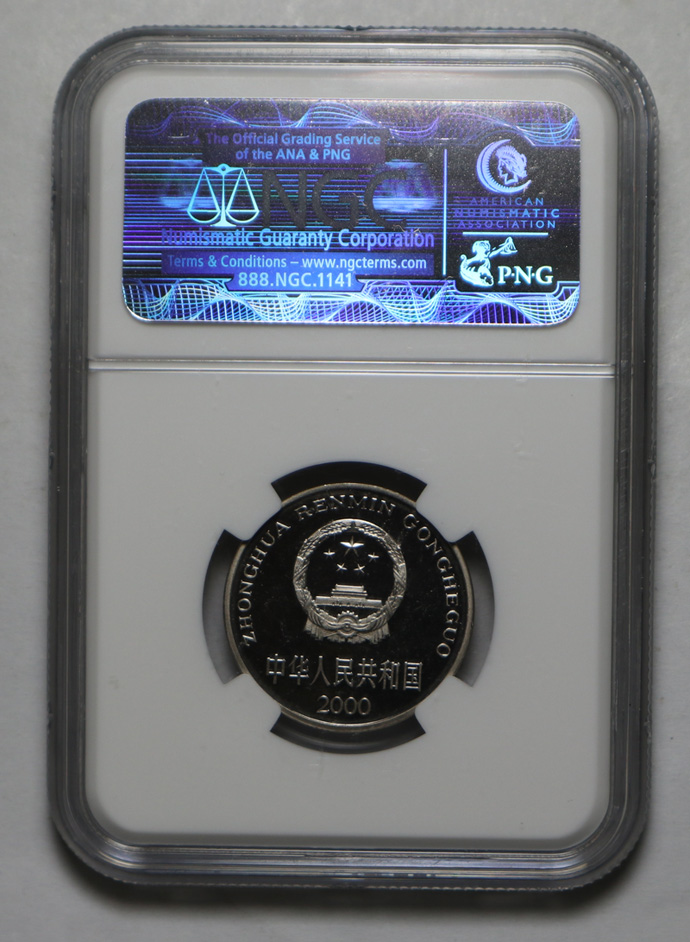 The Official Grading Service
of the ANA & PNG
NGC
Numismatic Guaranty Corporation
Terms & Conditions – www.ngcterms.com
888.NGC.1141
AMERICAN
NUMISMATIC
ASSOCIATION
PNG
ZHONGHUA RENMIN GONGHEGUO
中华人民共和国
2000